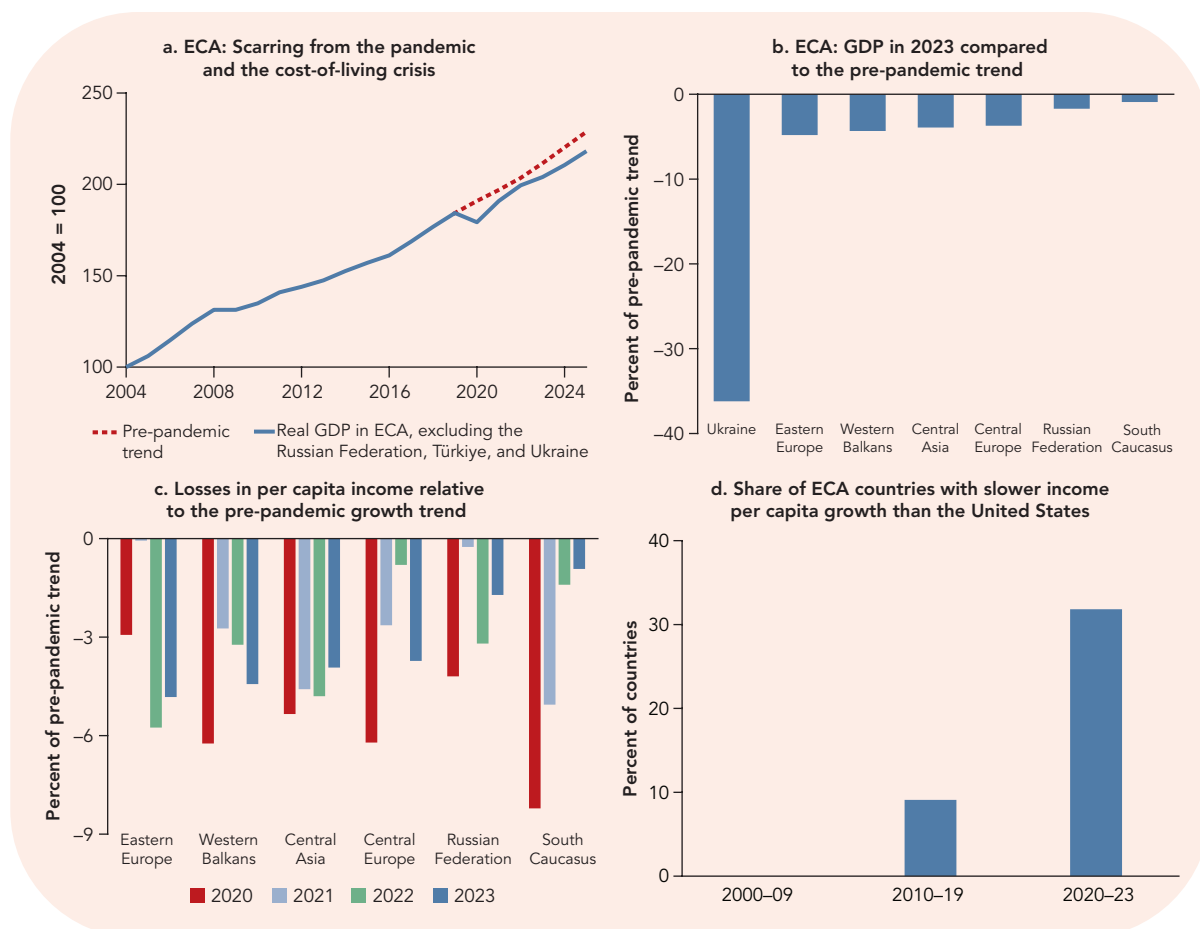 a. ECA: Scarring from the pandemic
and the cost-of-living crisis
250
200
150
100
2004 = 100
2004 2008 2012 2016 2020 2024
Pre-pandemic
trend
Real GDP in ECA, excluding the
Russian Federation, Türkiye, and Ukraine
b. ECA: GDP in 2023 compared
to the pre-pandemic trend
0
–10
–20
–30
–40
Percent of pre-pandemic trend
Ukraine
Eastern
Europe
Western
Balkans
Central
Asia
Central
Europe
Russian
Federation
South
Caucasus
c. Losses in per capita income relative
to the pre-pandemic growth trend
0
–3
–6
–9
Percent of pre-pandemic trend
Eastern
Europe
Western
Balkans
Central
Asia
Central
Europe
Russian
Federation
South
Caucasus
2020 2021 2022 2023
d. Share of ECA countries with slower income
per capita growth than the United States
40
30
20
10
0
Percent of countries
2000–09 2010–19 2020–23